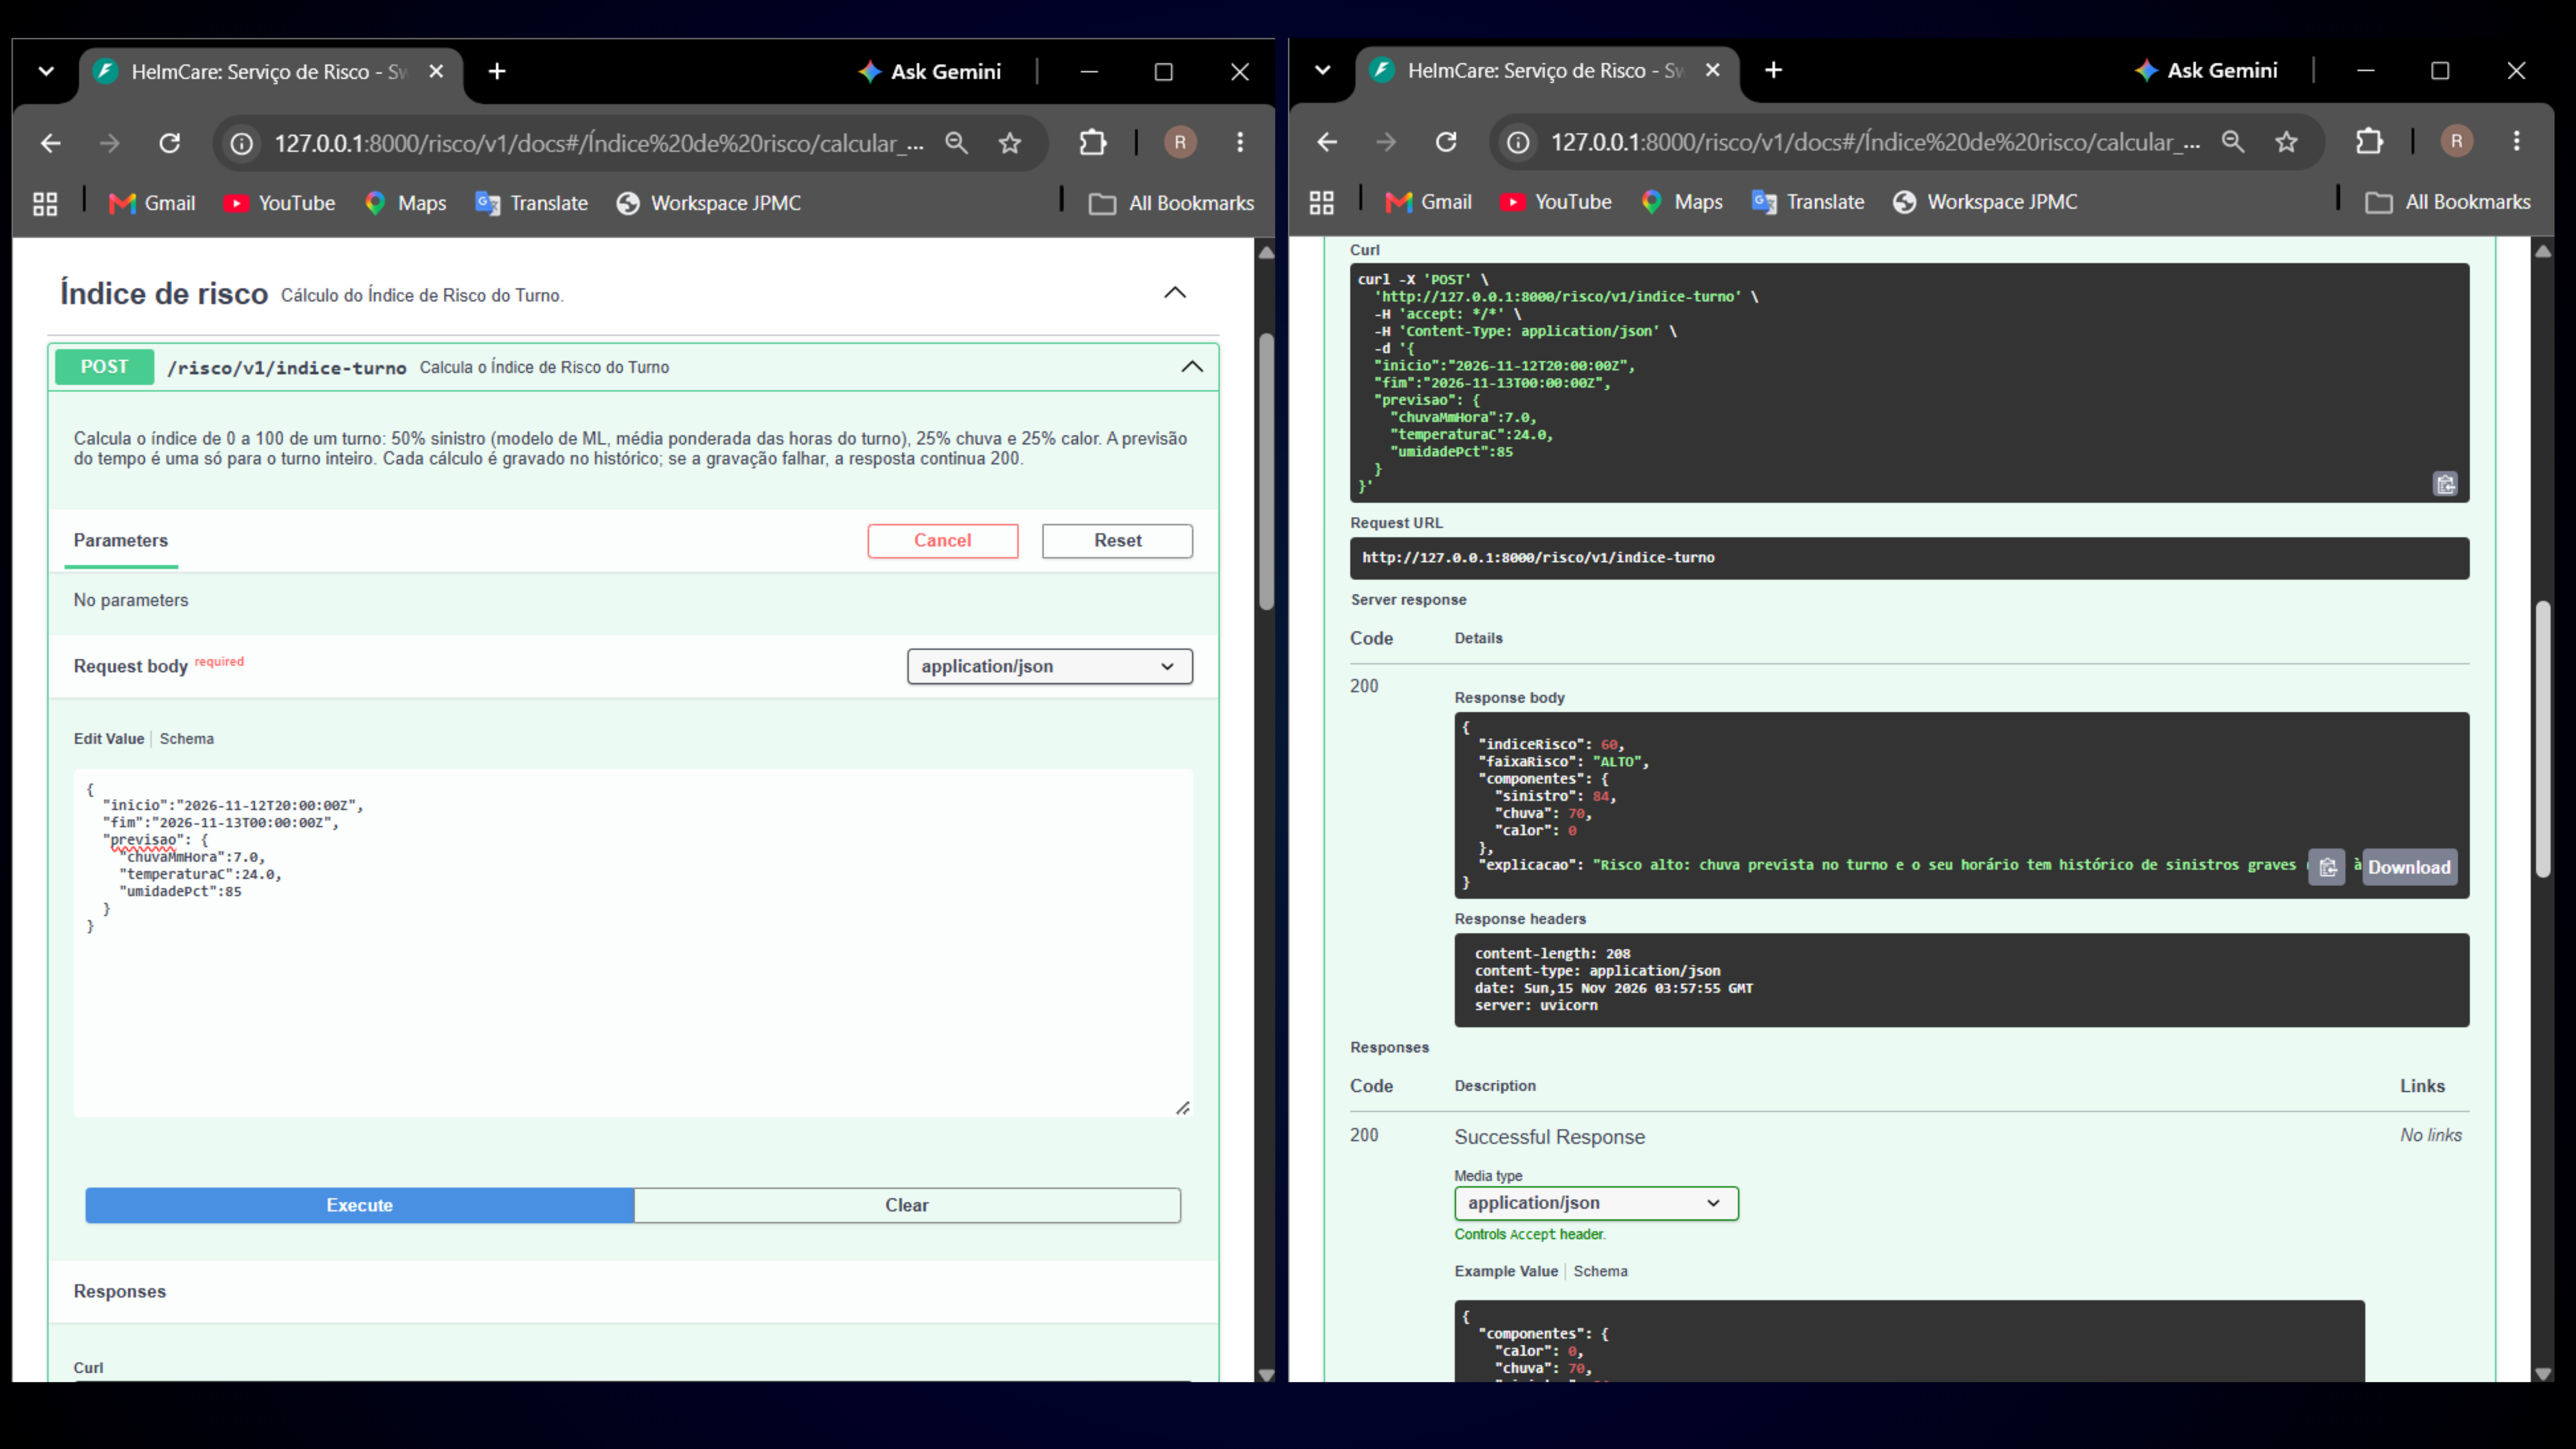 HelmCare: Serviço de Risco - Sw
Ask Gemini
127.0.0.1:8000/risco/v1/docs#/Índice%20de%20risco/calcular_...
R
Gmail
YouTube
Maps
Translate
Workspace JPMC
All Bookmarks
Índice de risco Cálculo do Índice de Risco do Turno.
POST /risco/v1/indice-turno Calcula o Índice de Risco do Turno
Calcula o índice de 0 a 100 de um turno: 50% sinistro (modelo de ML, média ponderada das horas do turno), 25% chuva e 25% calor. A previsão
do tempo é uma só para o turno inteiro. Cada cálculo é gravado no histórico; se a gravação falhar, a resposta continua 200.
Parameters
Cancel
Reset
No parameters
Request body required
application/json
Edit Value | Schema
{
"inicio":"2026-11-12T20:00:00Z",
"fim":"2026-11-13T00:00:00Z",
"previsao": {
"chuvaMmHora":7.0,
"temperaturaC":24.0,
"umidadePct":85
}
}
Execute
Clear
Responses
Curl
HelmCare: Serviço de Risco - Sw
Ask Gemini
127.0.0.1:8000/risco/v1/docs#/Índice%20de%20risco/calcular_...
R
Gmail
YouTube
Maps
Translate
Workspace JPMC
All Bookmarks
Curl
curl -X 'POST' \
'http://127.0.0.1:8000/risco/v1/indice-turno' \
-H 'accept: */*' \
-H 'Content-Type: application/json' \
-d '{
"inicio":"2026-11-12T20:00:00Z",
"fim":"2026-11-13T00:00:00Z",
"previsao": {
"chuvaMmHora":7.0,
"temperaturaC":24.0,
"umidadePct":85
}
}'
Request URL
http://127.0.0.1:8000/risco/v1/indice-turno
Server response
Code Details
200
Response body
{
"indiceRisco": 60,
"faixaRisco": "ALTO",
"componentes": {
"sinistro": 84,
"chuva": 70,
"calor": 0
},
"explicacao": "Risco alto: chuva prevista no turno e o seu horário tem histórico de sinistros graves à
}
Download
Response headers
content-length: 208
content-type: application/json
date: Sun,15 Nov 2026 03:57:55 GMT
server: uvicorn
Responses
Code Description Links
200 Successful Response No links
Media type
application/json
Controls Accept header.
Example Value | Schema
{
"componentes": {
"calor": 0,
"chuva": 70,